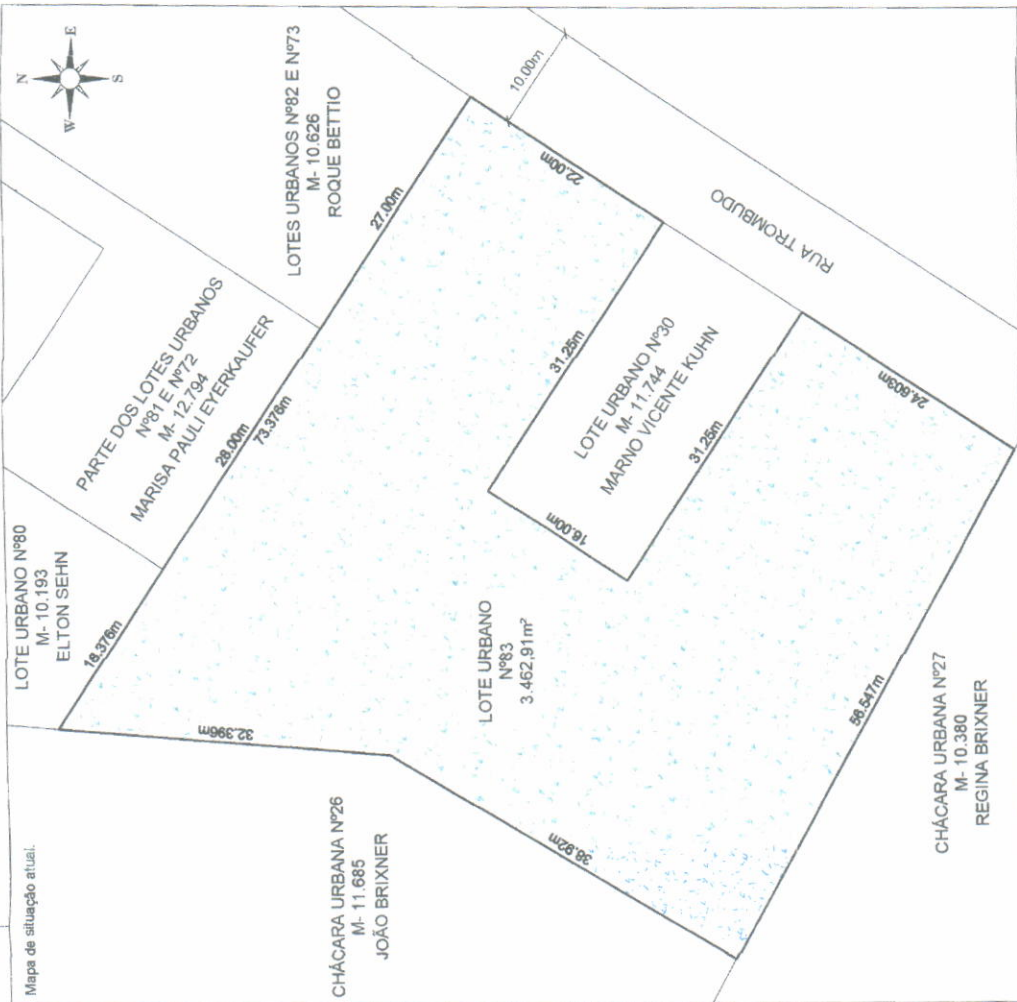 Mapa de situação atual.
N
W
E
S
LOTE URBANO Nº80
M- 10.193
ELTON SEHN
PARTE DOS LOTES URBANOS
Nº81 E Nº72
M- 12.794
MARISA PAULI EYERKAUFER
LOTES URBANOS Nº82 E Nº73
M- 10.626
ROQUE BETTIO
18.376m
28.00m
73.376m
27.00m
10.00m
22.00m
32.396m
RUA TROMBUDO
31.25m
LOTE URBANO Nº30
M- 11.744
MARNO VICENTE KUHN
31.25m
16.00m
24.603m
LOTE URBANO
Nº83
3.462,91m²
CHÁCARA URBANA Nº26
M- 11.685
JOÃO BRIXNER
38.92m
56.547m
CHÁCARA URBANA Nº27
M- 10.380
REGINA BRIXNER